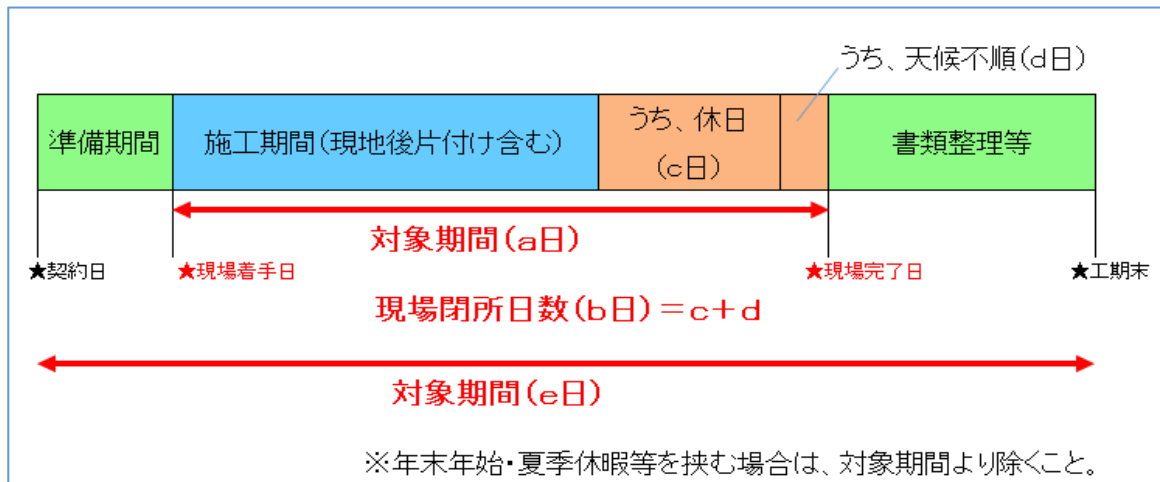 うち、天候不順(d日)
準備期間
施工期間(現地後片付け含む)
うち、休日
(c日)
書類整理等
対象期間(a日)
★契約日
★現場着手日
★現場完了日
★工期末
現場閉所日数(b日)=c+d
対象期間(e日)
※年末年始・夏季休暇等を挟む場合は、対象期間より除くこと。